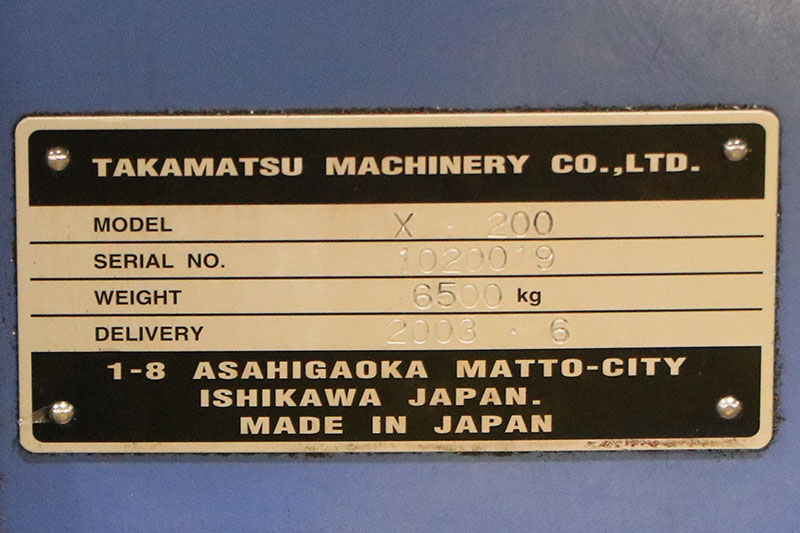 TAKAMATSU MACHINERY CO.,LTD.
MODEL X - 200
SERIAL NO. 1020019
WEIGHT 6500 kg
DELIVERY 2003 · 6
1-8 ASAHIGAOKA MATTO-CITY
ISHIKAWA JAPAN.
MADE IN JAPAN